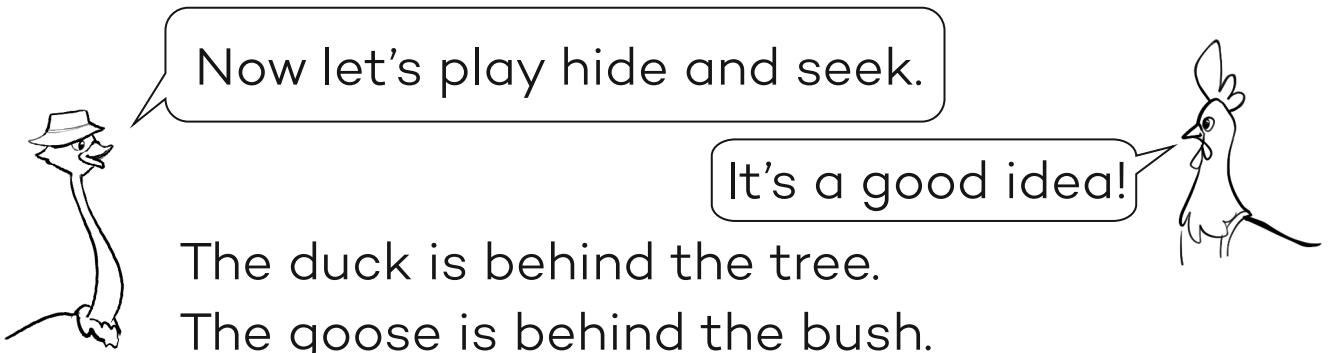 Now let's play hide and seek.
It's a good idea!
The duck is behind the tree.
The goose is behind the bush.